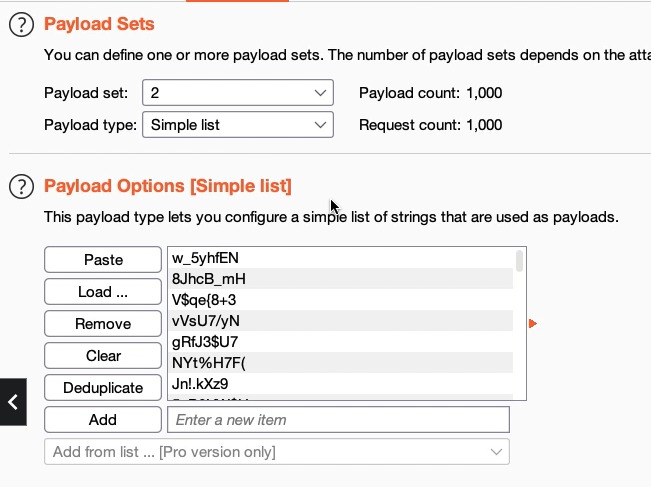 Payload Sets
You can define one or more payload sets. The number of payload sets depends on the atta
Payload set: 2 Payload count: 1,000
Payload type: Simple list Request count: 1,000
Payload Options [Simple list]
This payload type lets you configure a simple list of strings that are used as payloads.
Paste w_5yhfEN
8JhcB_mH
Load ... V$qe{8+3
Remove vVsU7/yN
gRfJ3$U7
Clear NYt%H7F(
Deduplicate Jn!.kXz9
Add Enter a new item
Add from list ... [Pro version only]